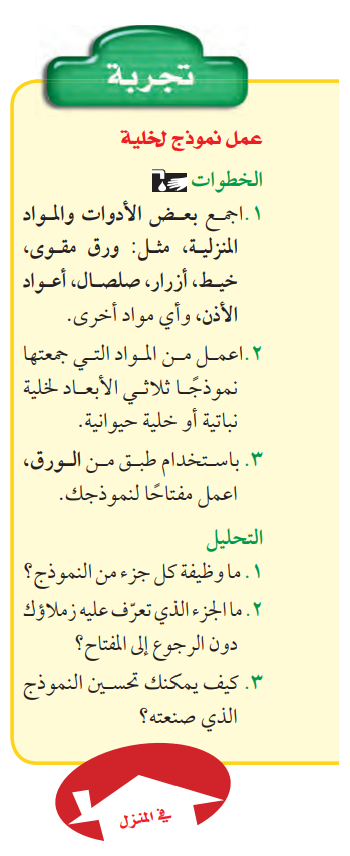 تجربة
عمل نموذج لخلية
الخطوات
١. اجمع بعض الأدوات والمواد
المنزلية، مثل: ورق مقوى،
خيط، أزرار، صلصال، أعواد
الأذن، وأي مواد أخرى.
٢. اعمل من المواد التي جمعتها
نموذجًا ثلاثي الأبعاد لخلية
نباتية أو خلية حيوانية.
٣. باستخدام طبق من الورق،
اعمل مفتاحًا لنموذجك.
التحليل
١. ما وظيفة كل جزء من النموذج؟
٢. ما الجزء الذي تعرّف عليه زملاؤك
دون الرجوع إلى المفتاح؟
٣. كيف يمكنك تحسين النموذج
الذي صنعته؟
في المنزل